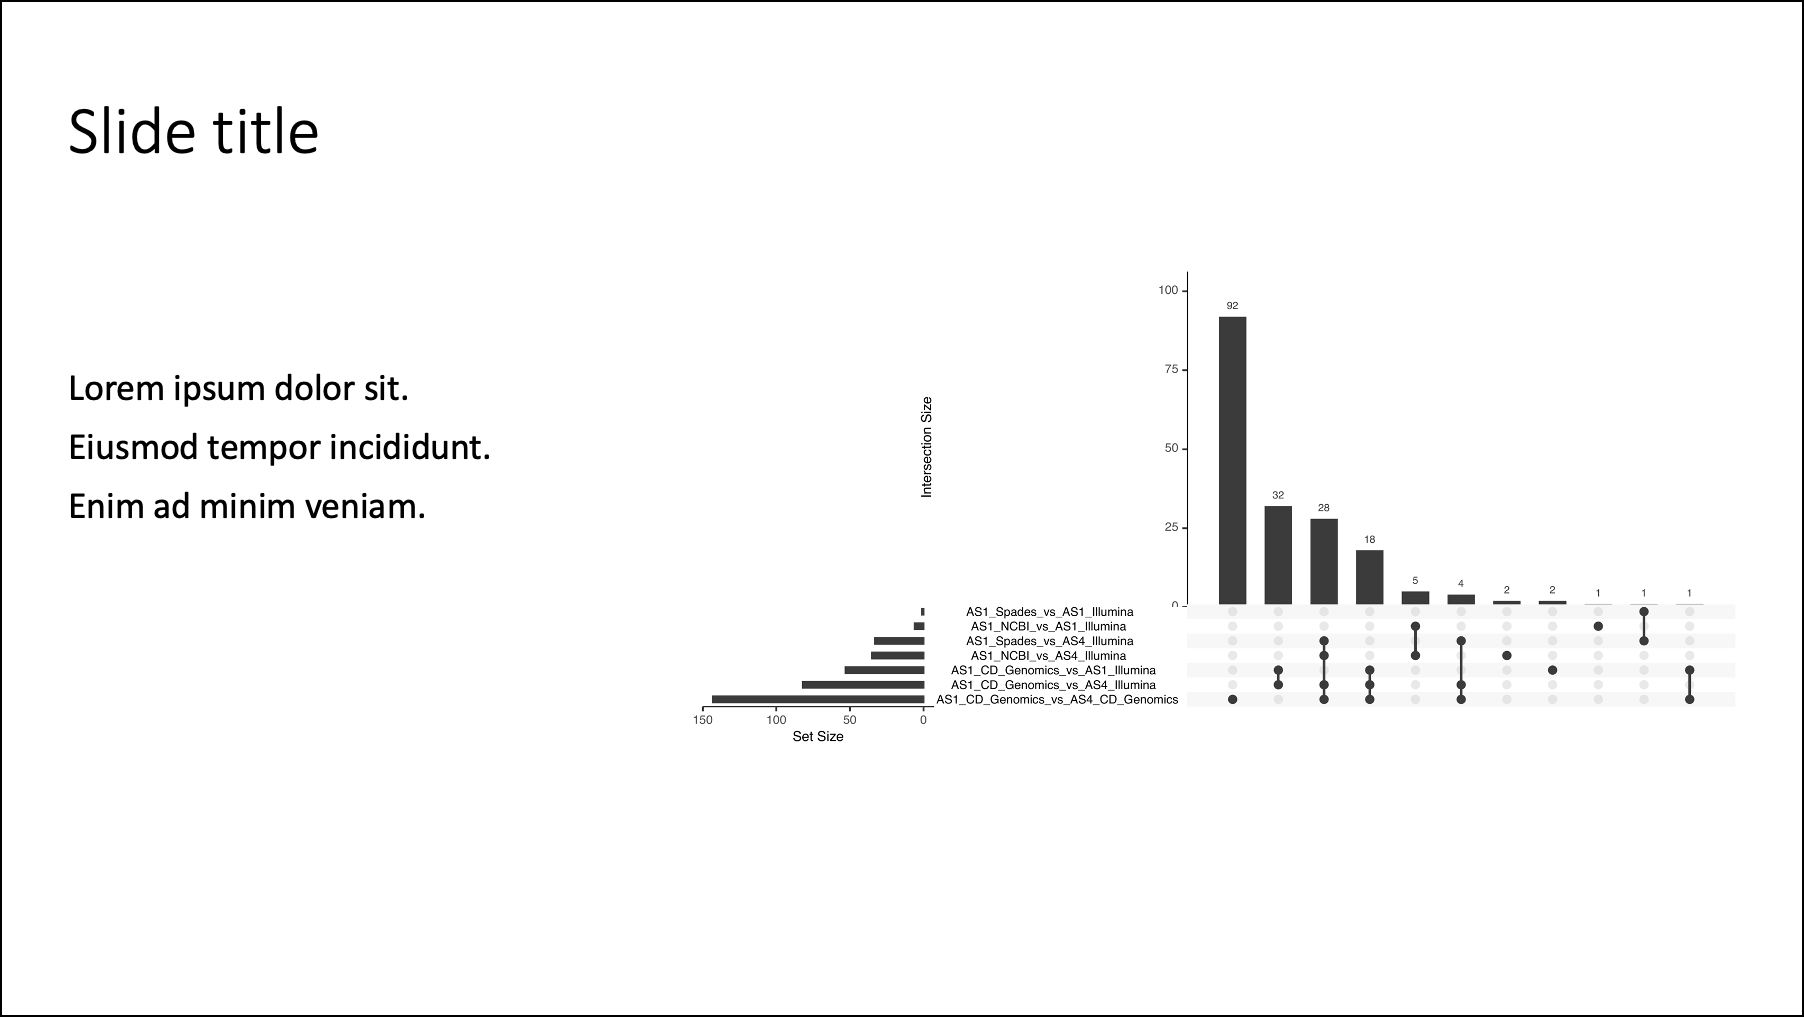 Slide title
Lorem ipsum dolor sit.
Eiusmod tempor incididunt.
Enim ad minim veniam.
Intersection Size
100
75
50
25
0
92
32
28
18
5
4
2
2
1
1
1
AS1_Spades_vs_AS1_Illumina
AS1_NCBI_vs_AS1_Illumina
AS1_Spades_vs_AS4_Illumina
AS1_NCBI_vs_AS4_Illumina
AS1_CD_Genomics_vs_AS1_Illumina
AS1_CD_Genomics_vs_AS4_Illumina
AS1_CD_Genomics_vs_AS4_CD_Genomics
150 100 50 0
Set Size